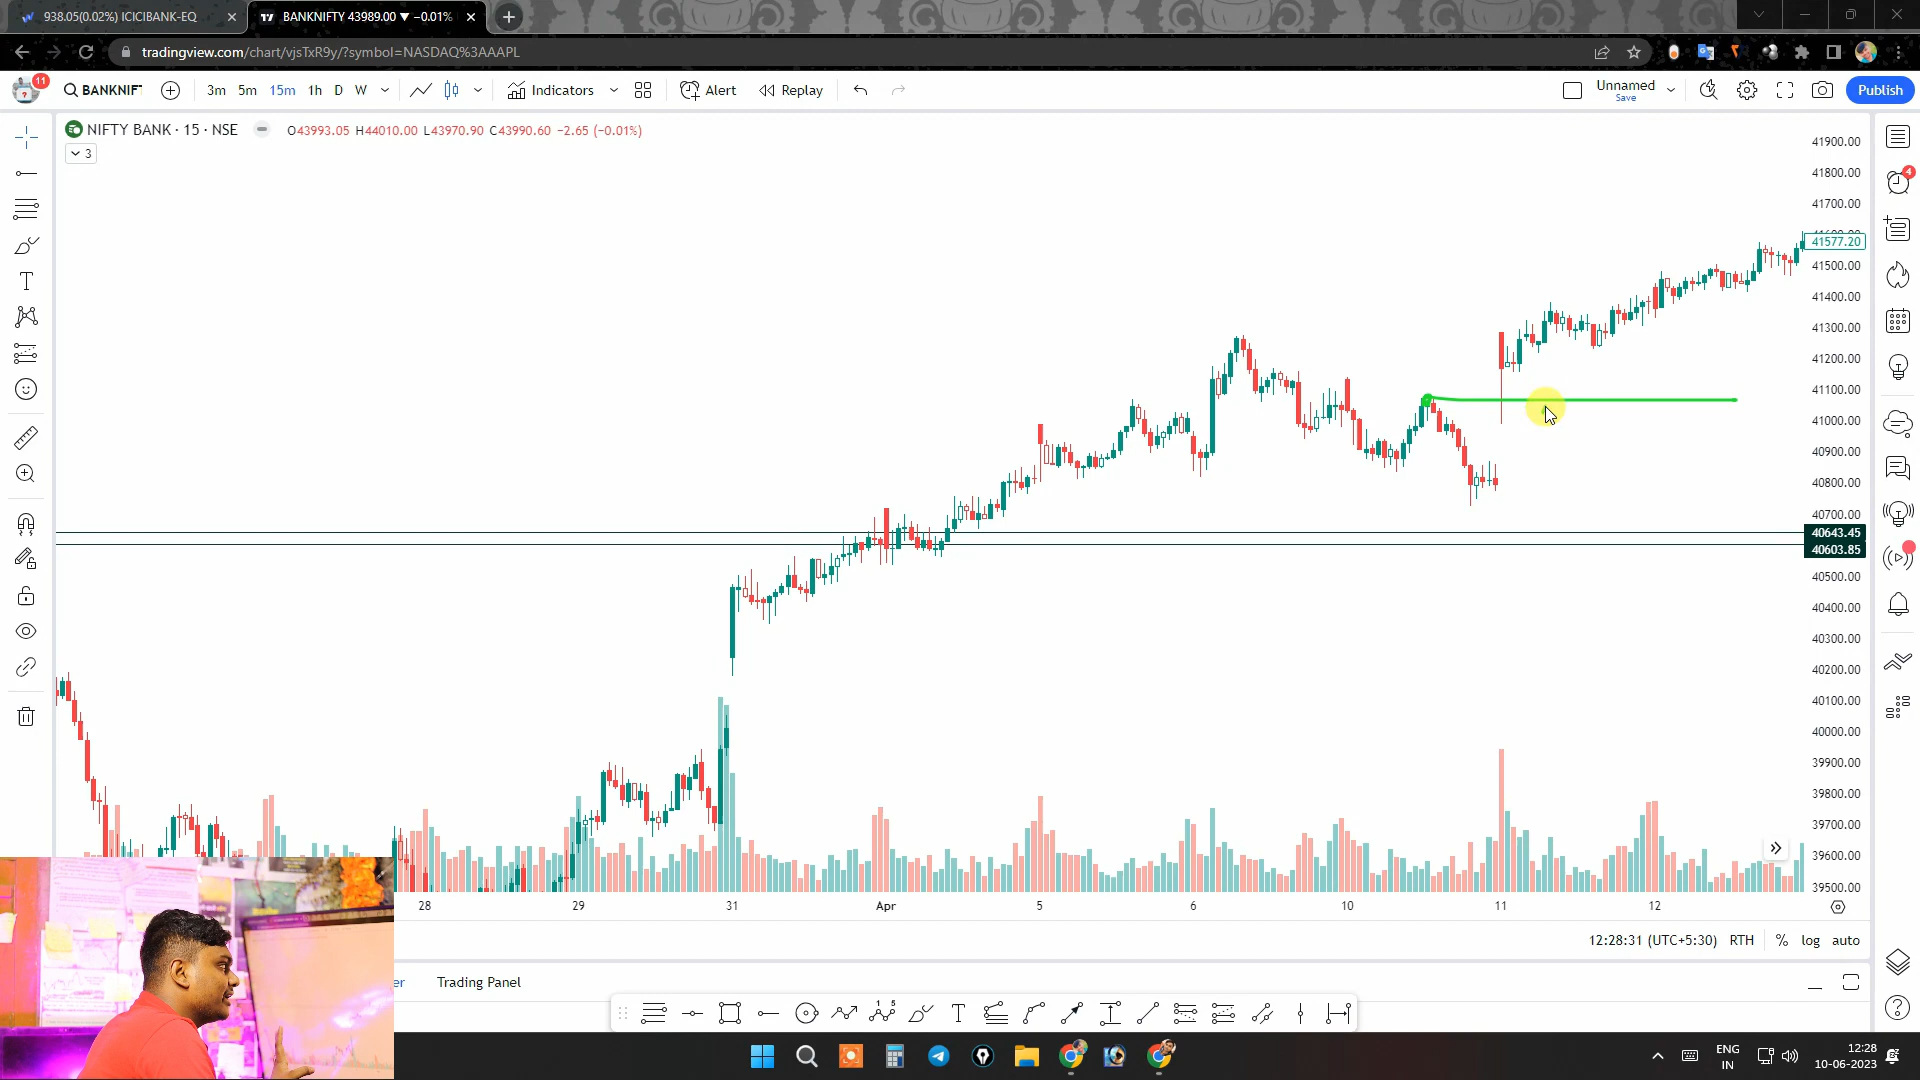 938.05(0.02%) ICICIBANK-EQ
BANKNIFTY 43989.00 ▼ −0.01%
tradingview.com/chart/vjsTxR9y/?symbol=NASDAQ%3AAAPL
11
BANKNIF
3m 5m 15m 1h D W
Indicators
Alert
Replay
Unnamed
Save
Publish
NIFTY BANK · 15 · NSE
O43993.05 H44010.00 L43970.90 C43990.60 −2.65 (−0.01%)
3
41900.00
41800.00
4
41700.00
41577.20
41500.00
41400.00
41300.00
41200.00
41100.00
41000.00
40900.00
40800.00
40700.00
40643.45
40603.85
40500.00
40400.00
40300.00
40200.00
40100.00
40000.00
39900.00
39800.00
39700.00
39600.00
39500.00
28 29 31 Apr 5 6 10 11 12
12:28:31 (UTC+5:30) RTH % log auto
er Trading Panel
ENG
IN
12:28
10-06-2023